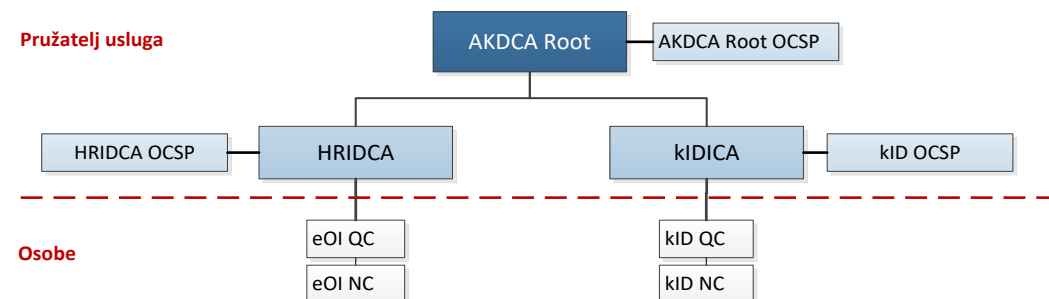 Pružatelj usluga
AKDCA Root
AKDCA Root OCSP
HRIDCA OCSP
HRIDCA
kIDICA
kID OCSP
eOI QC
kID QC
Osobe
eOI NC
kID NC